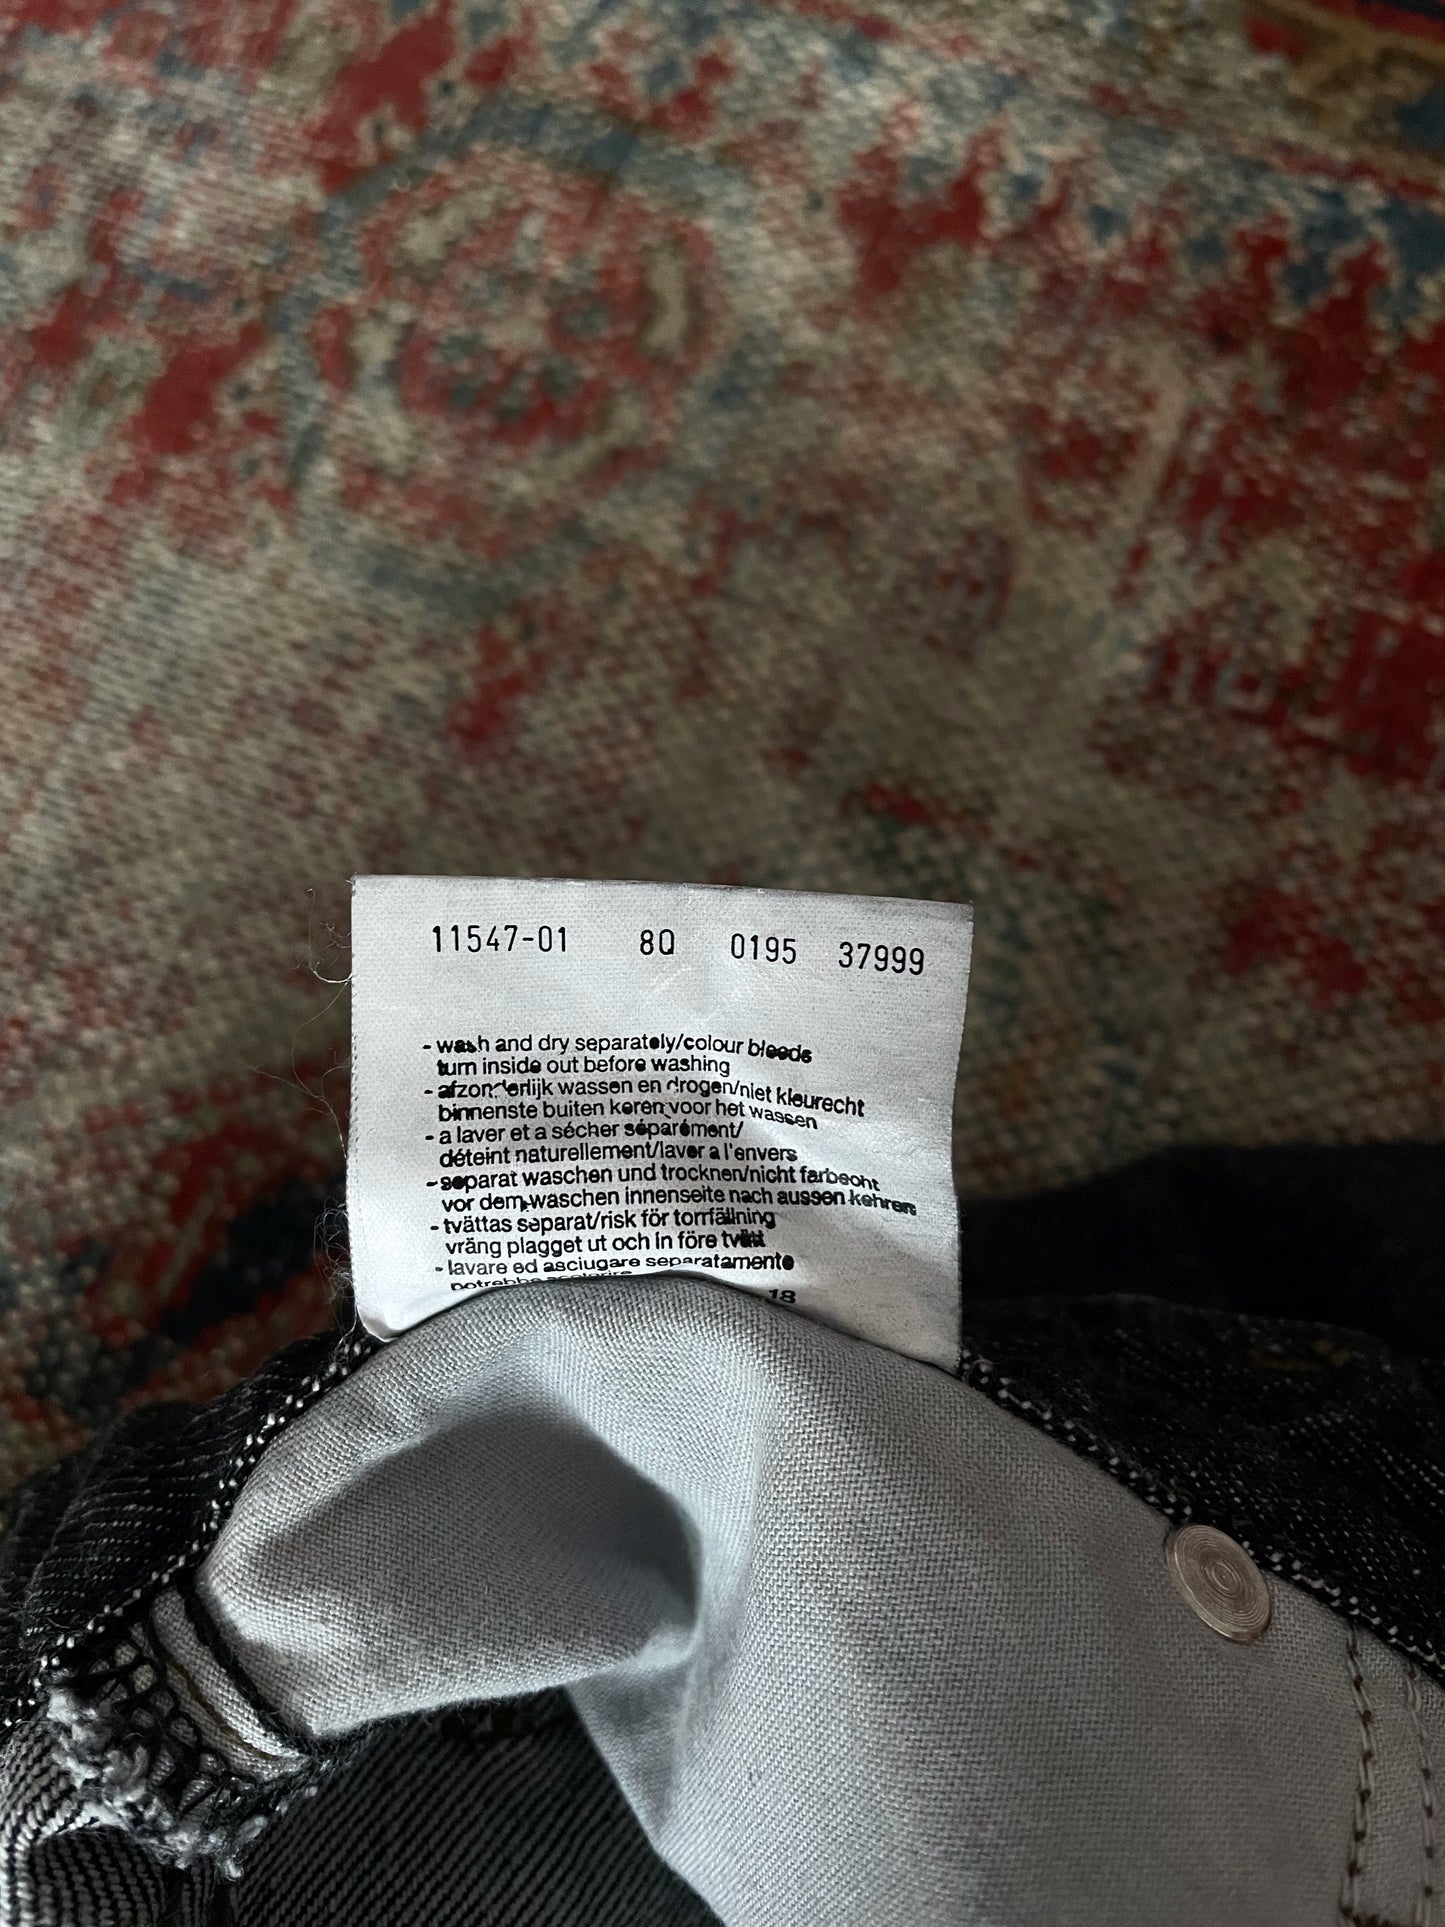 11547-01 8Q 0195 37999
- wash and dry separately/colour bleeds
turn inside out before washing
- afzonderlijk wassen en drogen/niet kleurecht
binnenste buiten keren voor het wassen
- a laver et a sécher séparément/
déteint naturellement/laver a l'envers
- separat waschen und trocknen/nicht farbecht
vor dem waschen innenseite nach aussen kehren
- tvättas separat/risk för torrfällning
vräng plagget ut och in före tvätt
- lavare ed asciugare separatamente
potrebbe scolorire
18